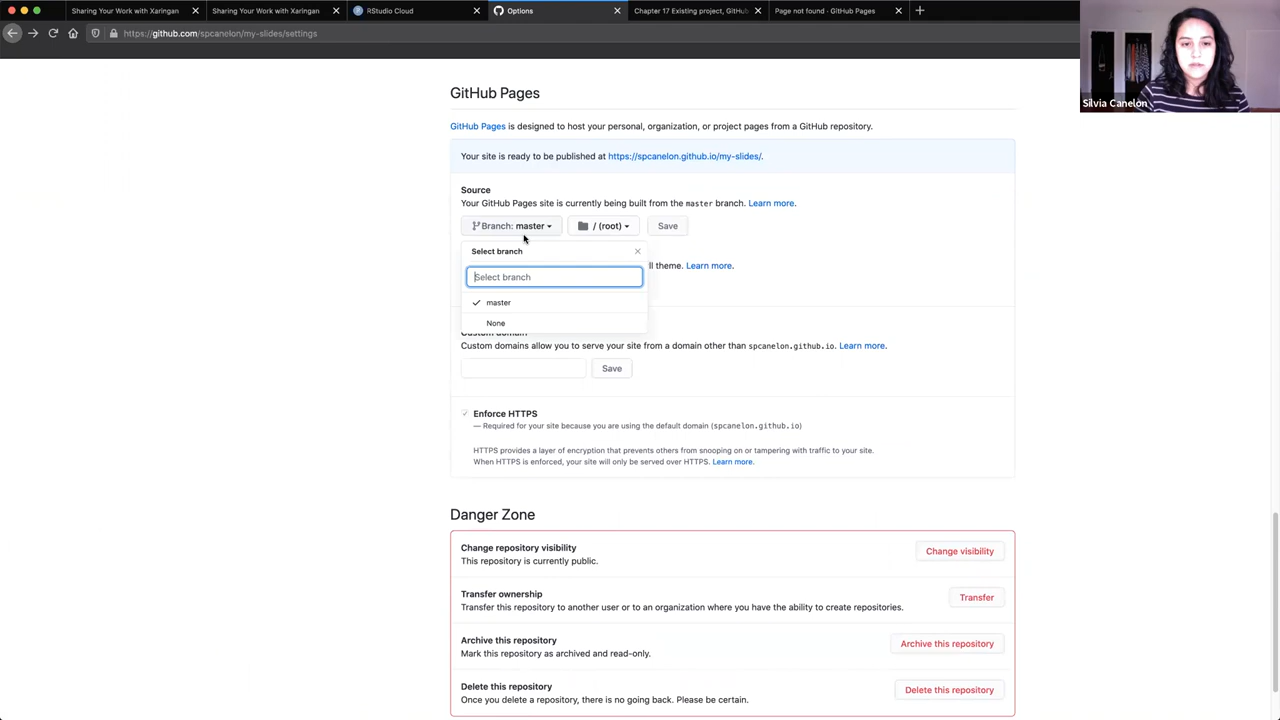 Sharing Your Work with Xaringan
Sharing Your Work with Xaringan
RStudio Cloud
Options
Chapter 17 Existing project, GitHub
Page not found · GitHub Pages
https://github.com/spcanelon/my-slides/settings
Silvia Canelón
GitHub Pages
GitHub Pages is designed to host your personal, organization, or project pages from a GitHub repository.
Your site is ready to be published at https://spcanelon.github.io/my-slides/.
Source
Your GitHub Pages site is currently being built from the master branch. Learn more.
Branch: master
/ (root)
Save
Select branch
ll theme. Learn more.
Select branch
master
None
Custom domain
Custom domains allow you to serve your site from a domain other than spcanelon.github.io. Learn more.
Save
Enforce HTTPS
— Required for your site because you are using the default domain (spcanelon.github.io)
HTTPS provides a layer of encryption that prevents others from snooping on or tampering with traffic to your site.
When HTTPS is enforced, your site will only be served over HTTPS. Learn more.
Danger Zone
Change repository visibility
This repository is currently public.
Change visibility
Transfer ownership
Transfer this repository to another user or to an organization where you have the ability to create repositories.
Transfer
Archive this repository
Mark this repository as archived and read-only.
Archive this repository
Delete this repository
Once you delete a repository, there is no going back. Please be certain.
Delete this repository